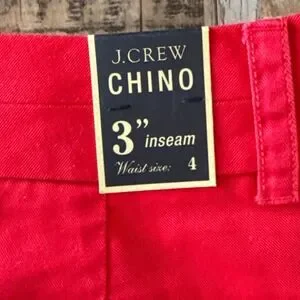 J.CREW
CHINO
3” inseam
Waist size: 4